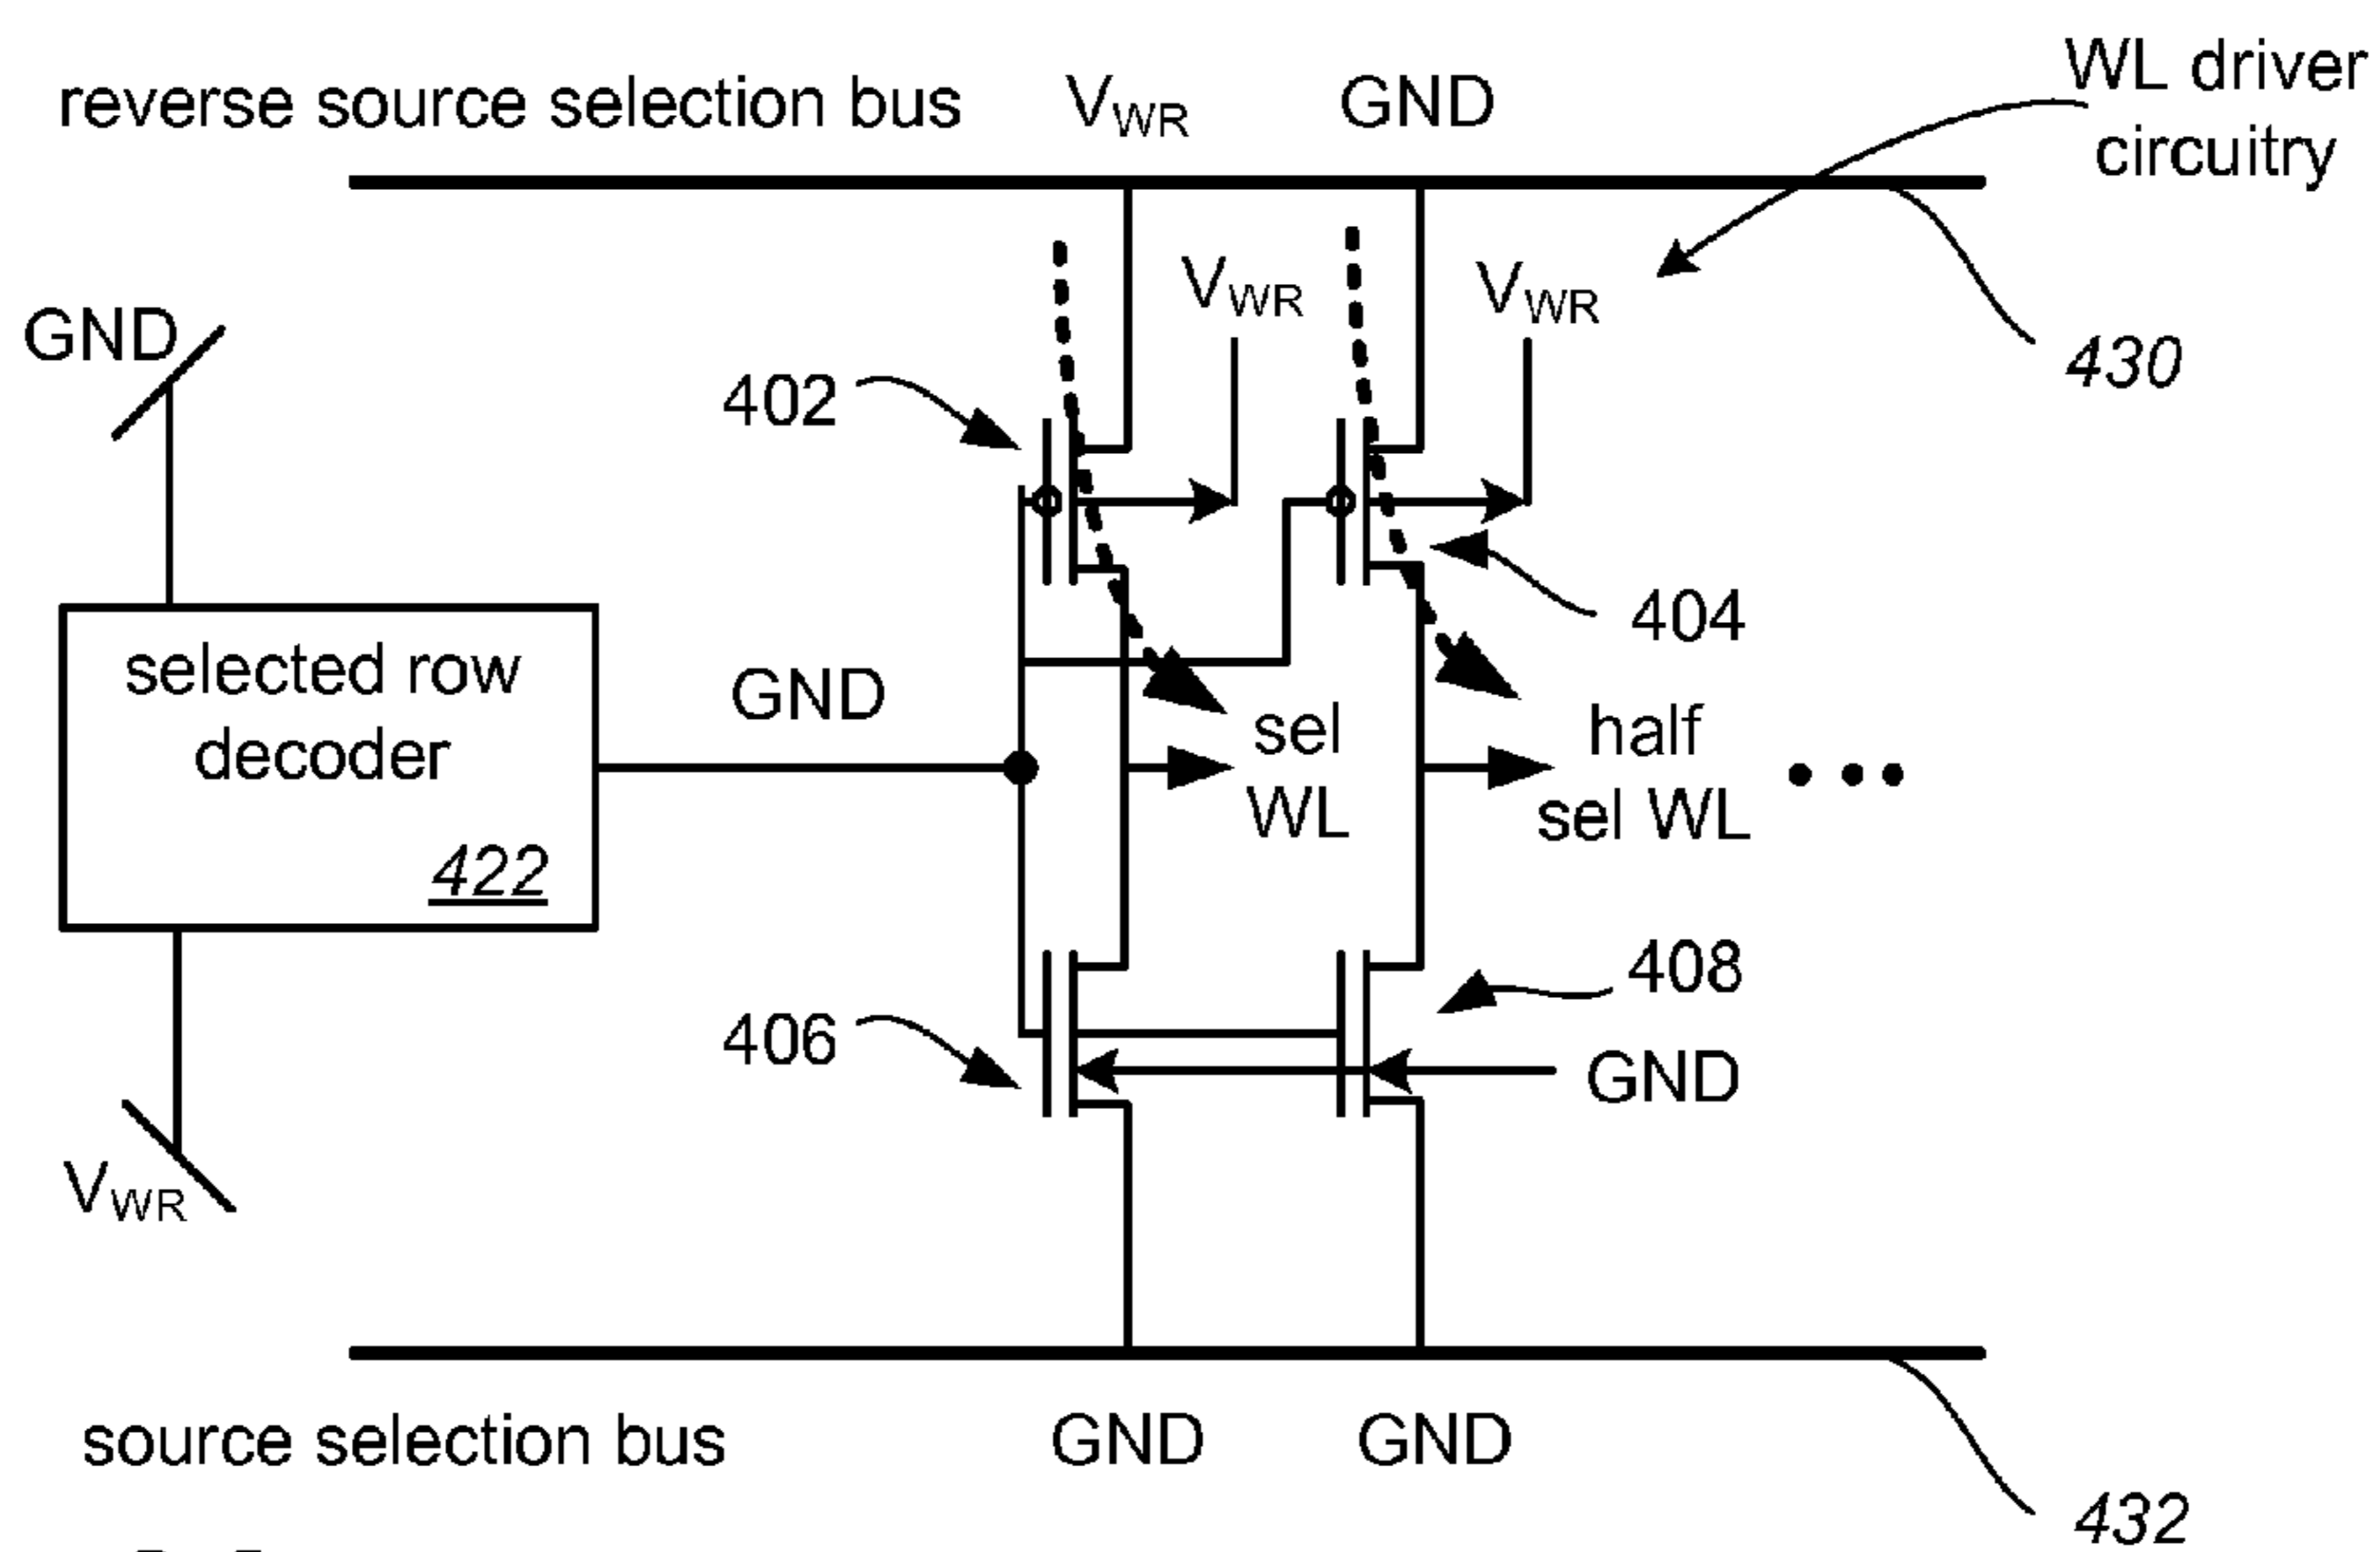 reverse source selection bus
VWR
GND
WL driver
circuitry
GND
VWR
VWR
402
430
404
selected row
decoder
422
GND
sel
WL
half
sel WL
406
408
GND
VWR
source selection bus
GND
GND
432